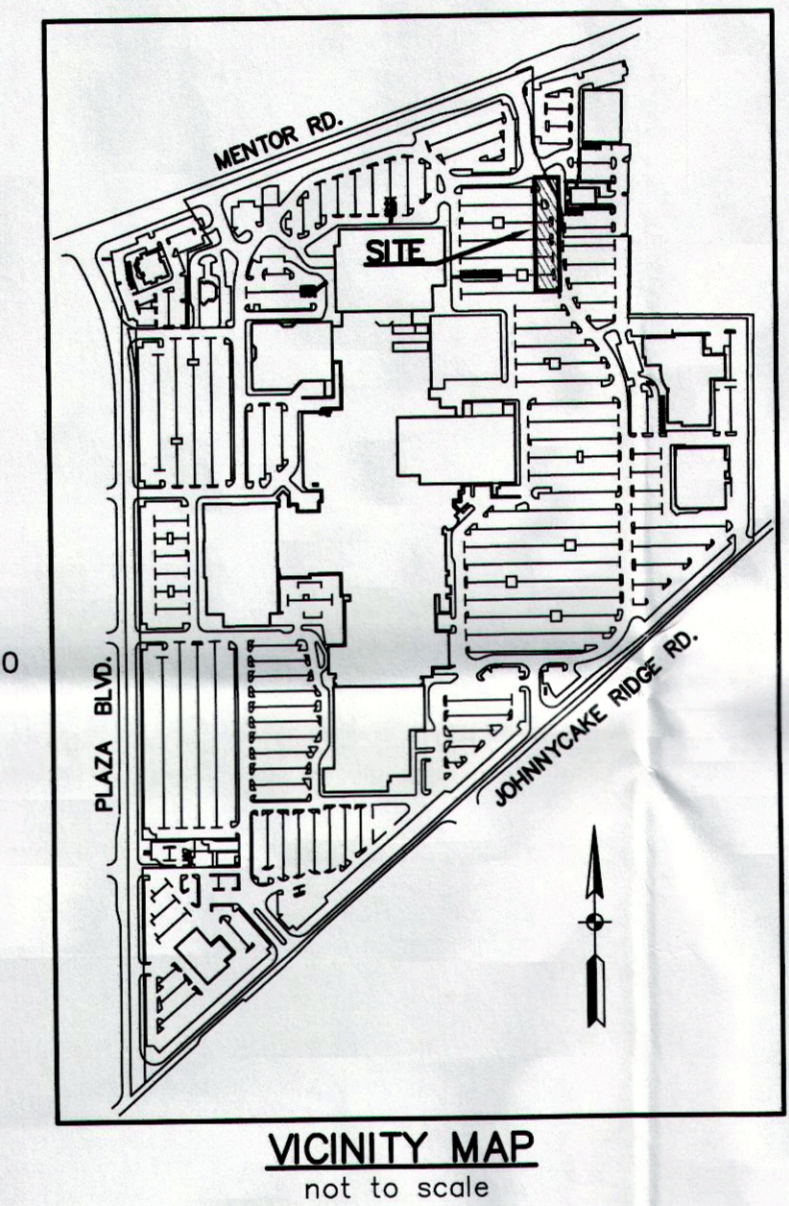 MENTOR RD.
SITE
PLAZA BLVD.
JOHNNYCAKE RIDGE RD.
0
VICINITY MAP
not to scale